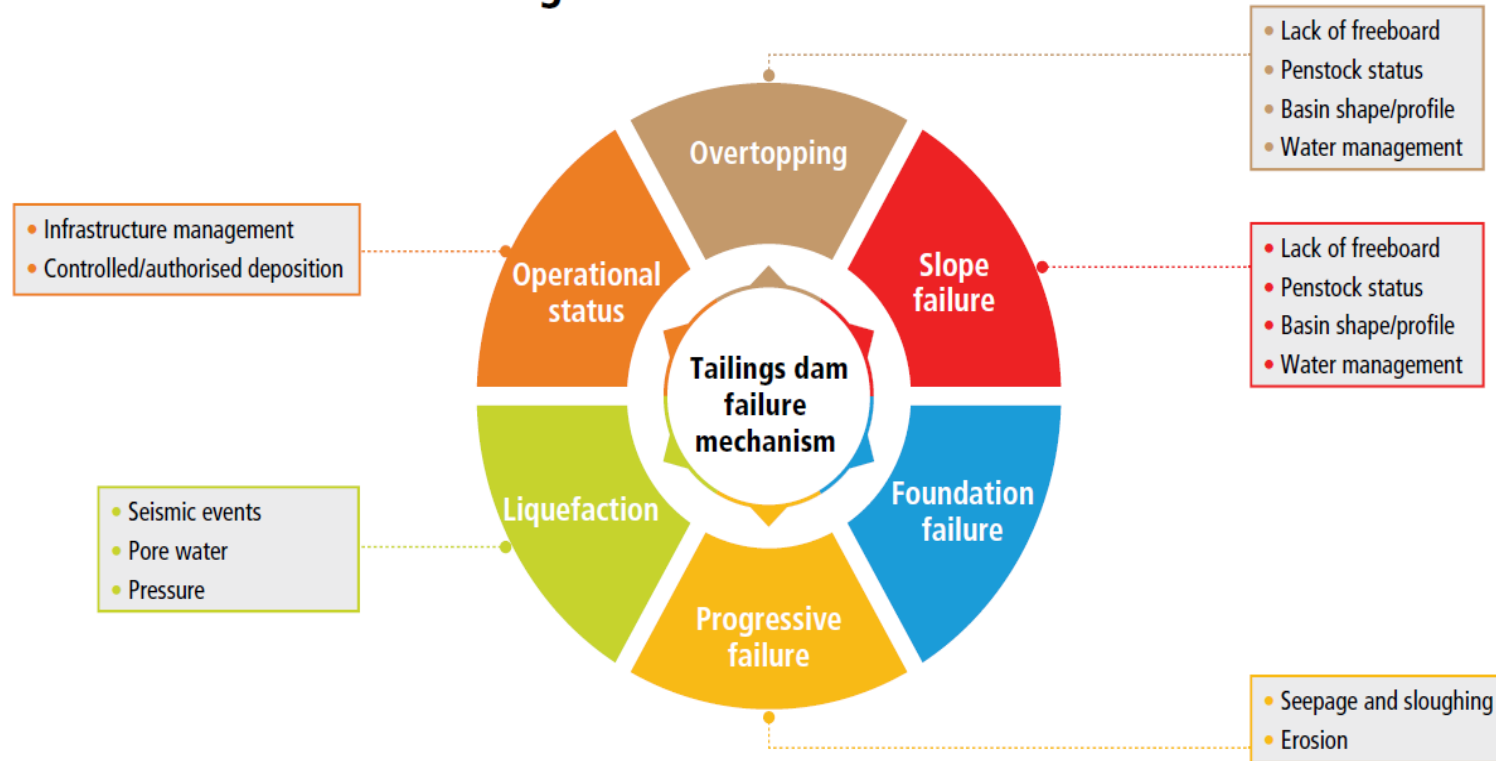 g
Overtopping
Slope
failure
Foundation
failure
Progressive
failure
Liquefaction
Operational
status
Tailings dam
failure
mechanism
• Lack of freeboard
• Penstock status
• Basin shape/profile
• Water management
• Lack of freeboard
• Penstock status
• Basin shape/profile
• Water management
• Seepage and sloughing
• Erosion
• Seismic events
• Pore water
• Pressure
• Infrastructure management
• Controlled/authorised deposition